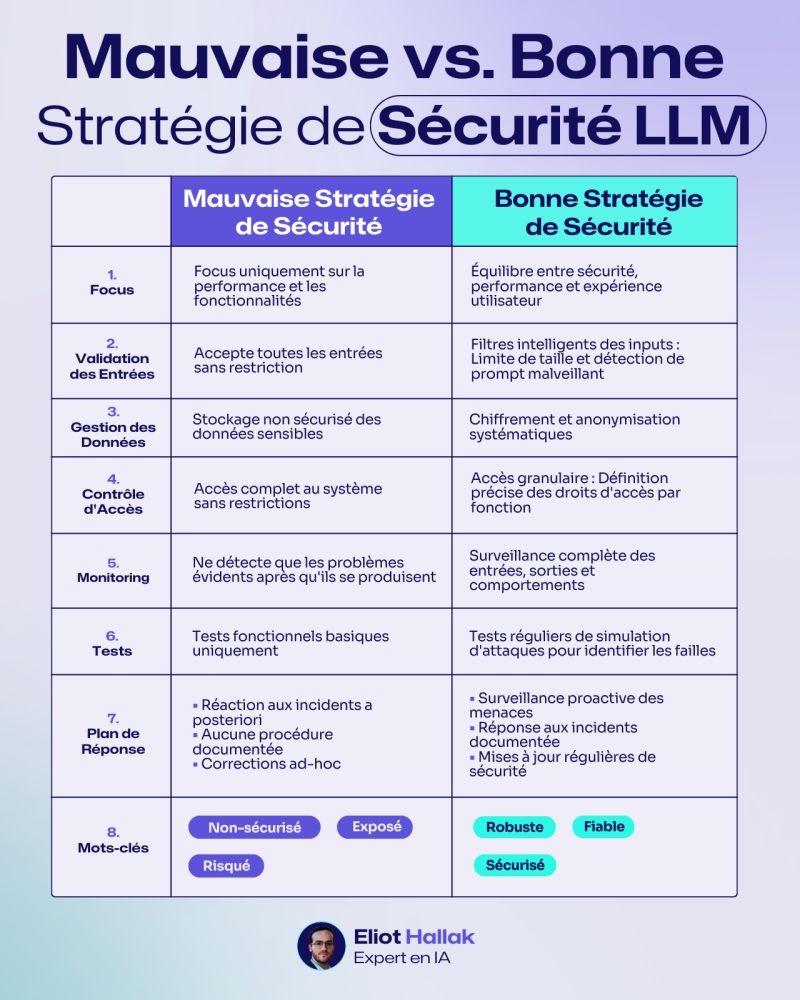 Mauvaise vs. Bonne
Stratégie de Sécurité LLM
Mauvaise Stratégie
de Sécurité
Bonne Stratégie
de Sécurité
1.
Focus
Focus uniquement sur la
performance et les
fonctionnalités
Équilibre entre sécurité,
performance et expérience
utilisateur
2.
Validation
des Entrées
Accepte toutes les entrées
sans restriction
Filtres intelligents des inputs :
Limite de taille et détection de
prompt malveillant
3.
Gestion des
Données
Stockage non sécurisé des
données sensibles
Chiffrement et anonymisation
systématiques
4.
Contrôle
d'Accès
Accès complet au système
sans restrictions
Accès granulaire : Définition
précise des droits d'accès par
fonction
5.
Monitoring
Ne détecte que les problèmes
évidents après qu'ils se produisent
Surveillance complète des
entrées, sorties et
comportements
6.
Tests
Tests fonctionnels basiques
uniquement
Tests réguliers de simulation
d'attaques pour identifier les failles
7.
Plan de
Réponse
▪ Réaction aux incidents a
posteriori
▪ Aucune procédure
documentée
▪ Corrections ad-hoc
▪ Surveillance proactive des
menaces
▪ Réponse aux incidents
documentée
▪ Mises à jour régulières de
sécurité
8.
Mots-clés
Non-sécurisé
Exposé
Risqué
Robuste
Fiable
Sécurisé
Eliot Hallak
Expert en IA